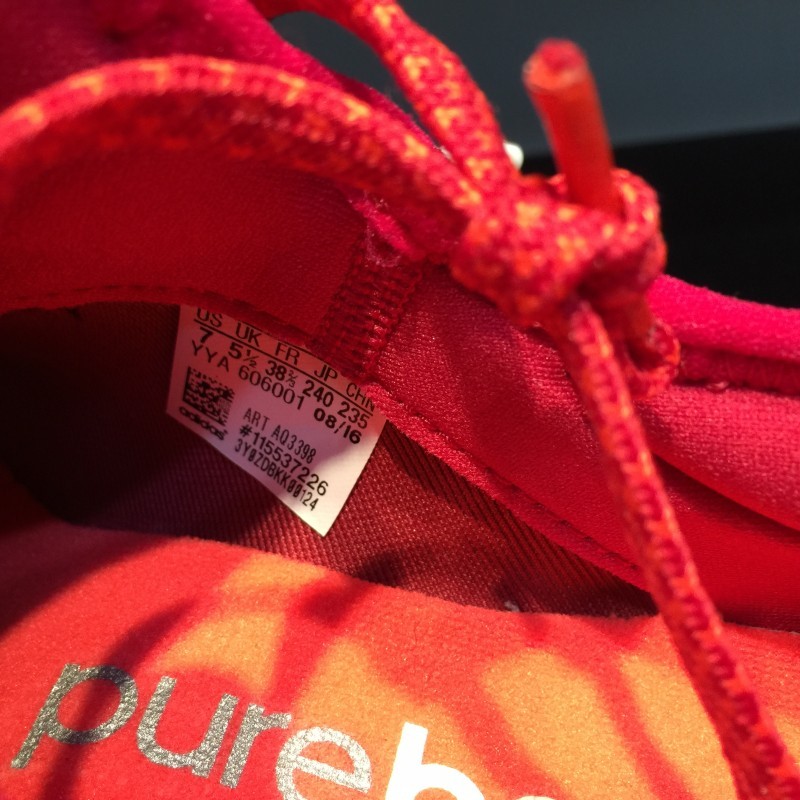 US UK FR JP CHN
7 5½ 38⅔ 240 235
YYA 606001 08/16
ART AQ3398
#115537226
3Y0ZDBKK00124
adidas
pureb